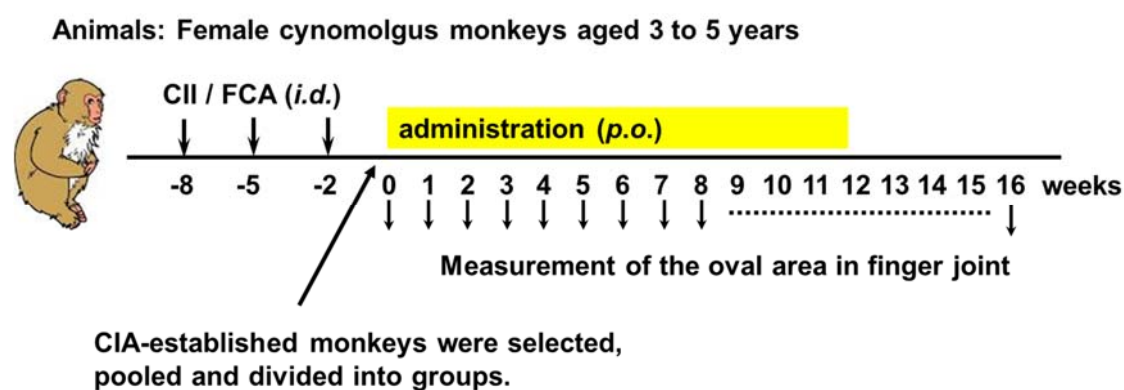 Animals: Female cynomolgus monkeys aged 3 to 5 years
CII / FCA (i.d.)
administration (p.o.)
-8 -5 -2 0 1 2 3 4 5 6 7 8 9 10 11 12 13 14 15 16 weeks
Measurement of the oval area in finger joint
CIA-established monkeys were selected,
pooled and divided into groups.